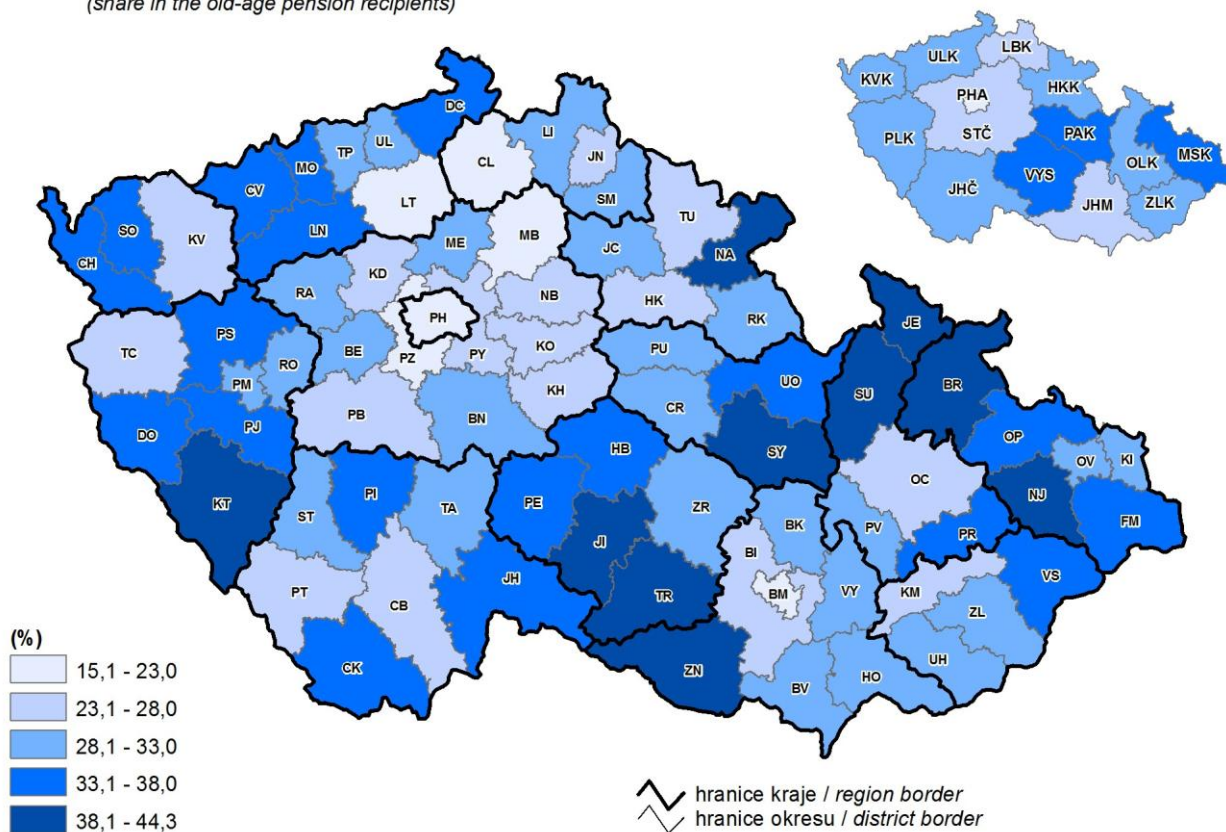 (share in the old-age pension recipients)
LBK
ULK
KVK
HKK
PHA
STČ
PLK
PAK
OLK
MSK
VYS
JHČ
JHM
ZLK
DC
LI
UL
TP
JN
MO
CL
CV
LT
SM
TU
SO
KV
LN
ME
MB
JC
NA
CH
KD
RA
NB
HK
PH
RK
JE
PS
TC
BE
PZ
PY
KO
PU
RO
PM
UO
SU
BR
KH
PB
BN
CR
DO
PJ
OP
HB
SY
OV
KI
KT
PI
OC
NJ
ST
TA
PE
ZR
BK
PV
PR
FM
JI
BI
JH
VS
PT
CB
TR
BM
VY
KM
ZL
CK
ZN
UH
BV
HO
(%)
15,1 - 23,0
23,1 - 28,0
28,1 - 33,0
33,1 - 38,0
38,1 - 44,3
hranice kraje / region border
hranice okresu / district border